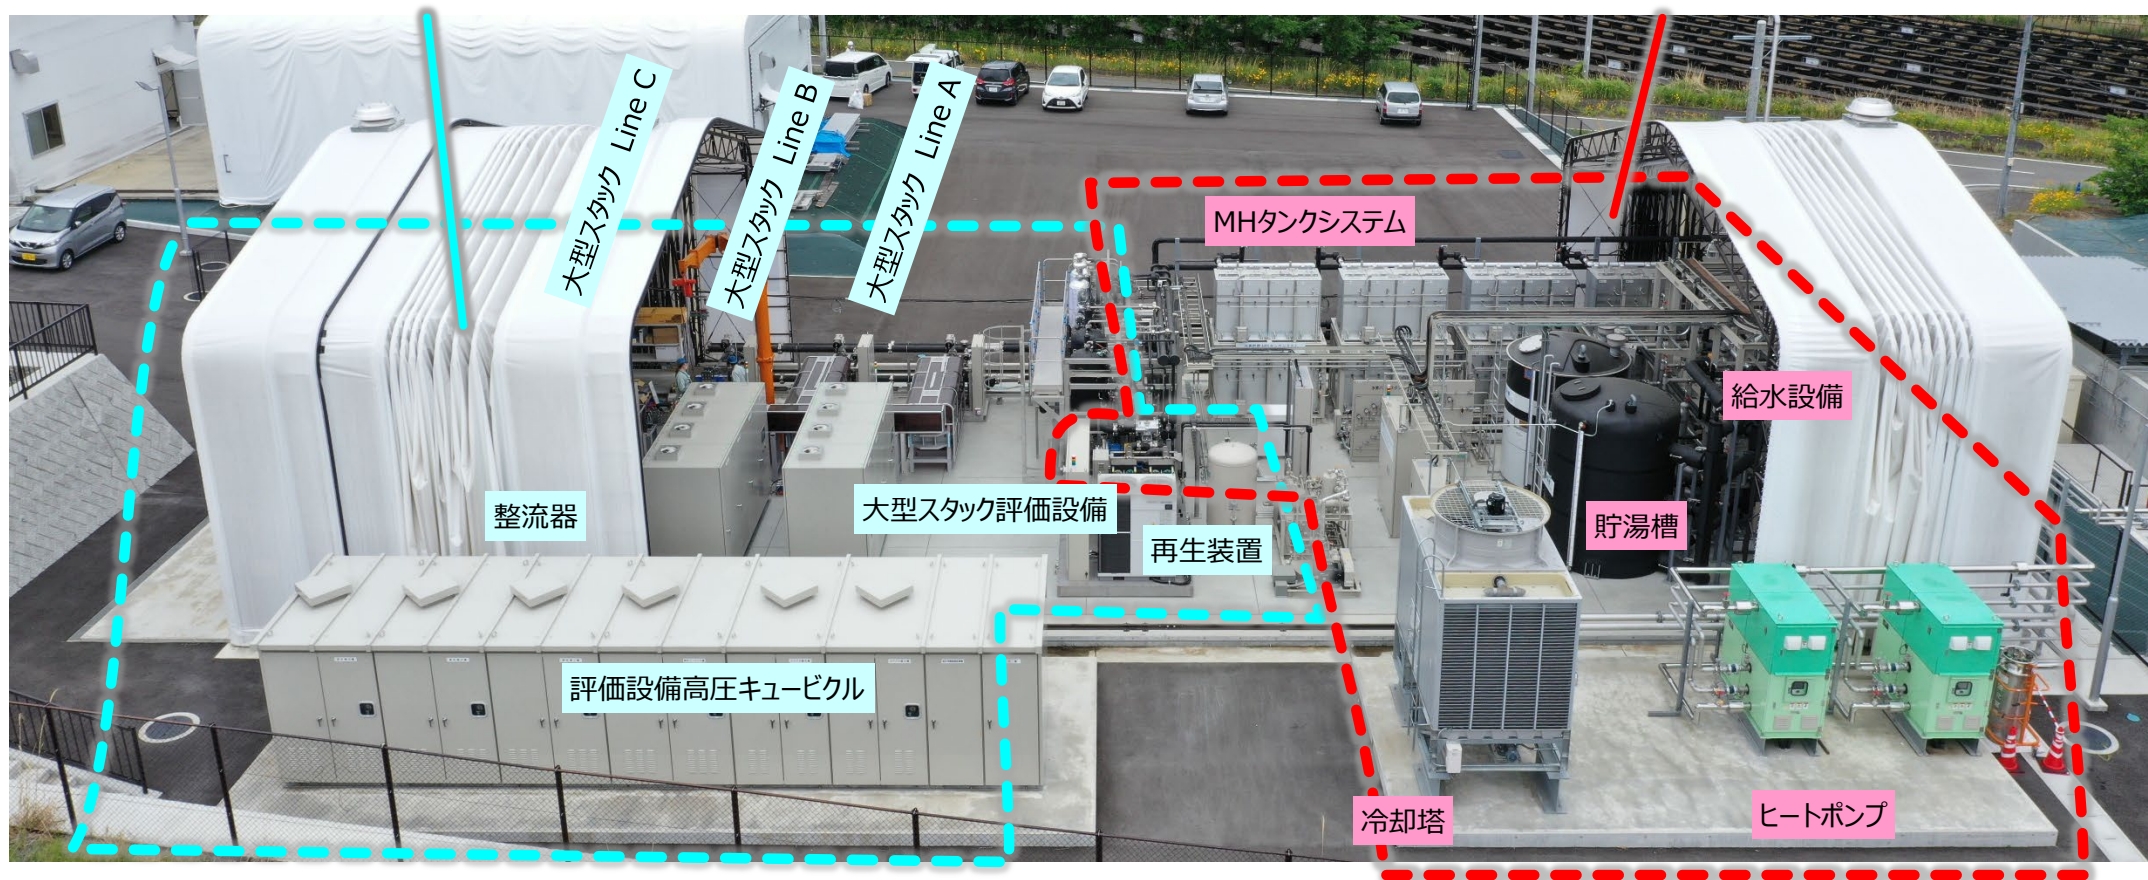 大型スタック Line C
大型スタック Line B
大型スタック Line A
MHタンクシステム
給水設備
整流器
大型スタック評価設備
再生装置
貯湯槽
評価設備高圧キュービクル
冷却塔
ヒートポンプ